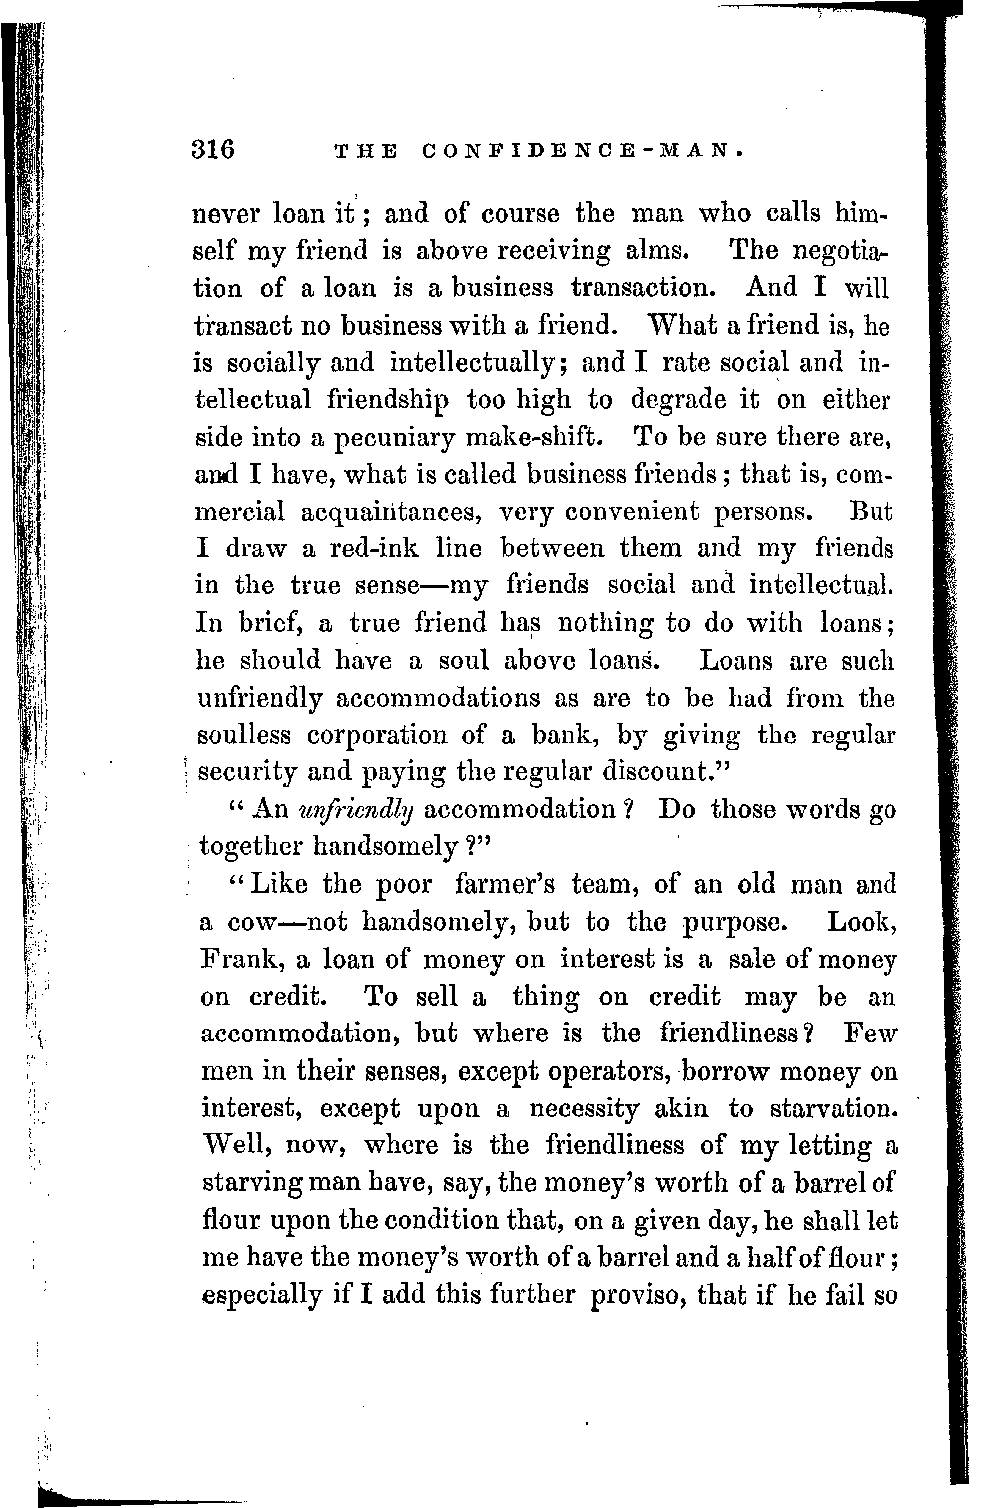 316 THE CONFIDENCE-MAN.
never loan it; and of course the man who calls him-
self my friend is above receiving alms. The negotia-
tion of a loan is a business transaction. And I will
transact no business with a friend. What a friend is, he
is socially and intellectually; and I rate social and in-
tellectual friendship too high to degrade it on either
side into a pecuniary make-shift. To be sure there are,
and I have, what is called business friends; that is, com-
mercial acquaintances, very convenient persons. But
I draw a red-ink line between them and my friends
in the true sense—my friends social and intellectual.
In brief, a true friend has nothing to do with loans;
he should have a soul above loans. Loans are such
unfriendly accommodations as are to be had from the
soulless corporation of a bank, by giving the regular
security and paying the regular discount."
"An unfriendly accommodation? Do those words go
together handsomely?"
"Like the poor farmer's team, of an old man and
a cow—not handsomely, but to the purpose. Look,
Frank, a loan of money on interest is a sale of money
on credit. To sell a thing on credit may be an
accommodation, but where is the friendliness? Few
men in their senses, except operators, borrow money on
interest, except upon a necessity akin to starvation.
Well, now, where is the friendliness of my letting a
starving man have, say, the money's worth of a barrel of
flour upon the condition that, on a given day, he shall let
me have the money's worth of a barrel and a half of flour;
especially if I add this further proviso, that if he fail so